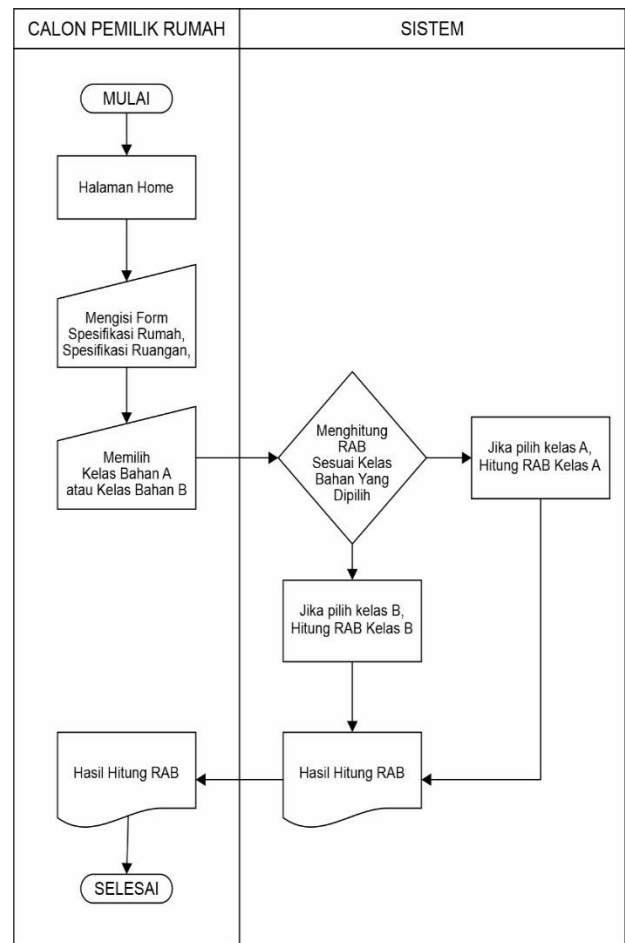 CALON PEMILIK RUMAH
SISTEM
MULAI
Halaman Home
Mengisi Form
Spesifikasi Rumah,
Spesifikasi Ruangan,
Memilih
Kelas Bahan A
atau Kelas Bahan B
Menghitung
RAB
Sesuai Kelas
Bahan Yang
Dipilih
Jika pilih kelas A,
Hitung RAB Kelas A
Jika pilih kelas B,
Hitung RAB Kelas B
Hasil Hitung RAB
Hasil Hitung RAB
SELESAI